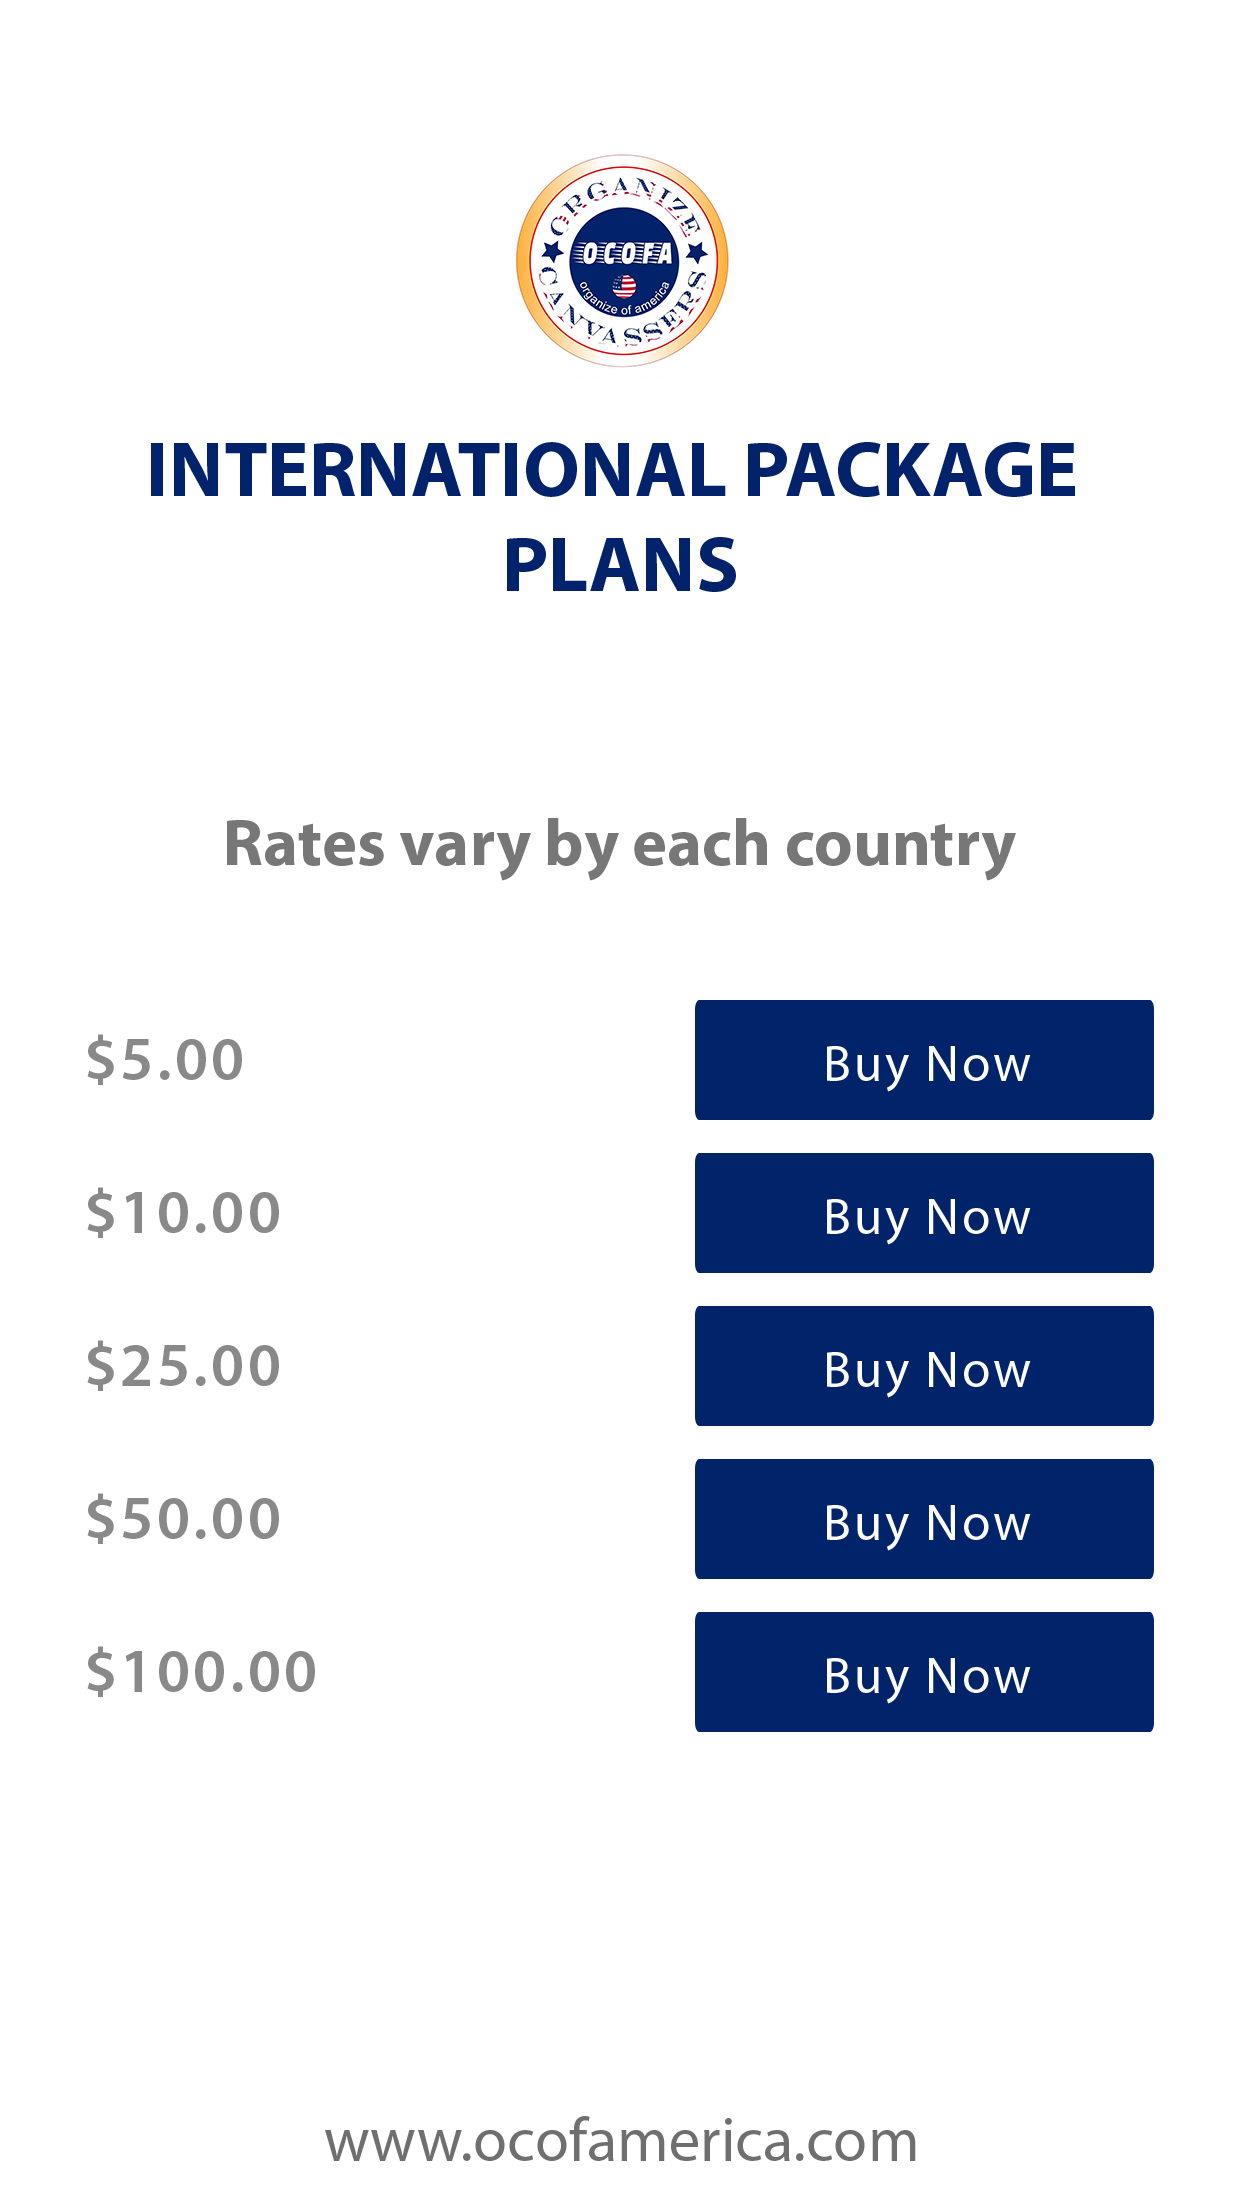 ORGANIZE
OCOFA
organize of america
CANVASSERS
INTERNATIONAL PACKAGE
PLANS
Rates vary by each country
$5.00 Buy Now
$10.00 Buy Now
$25.00 Buy Now
$50.00 Buy Now
$100.00 Buy Now
www.ocofamerica.com